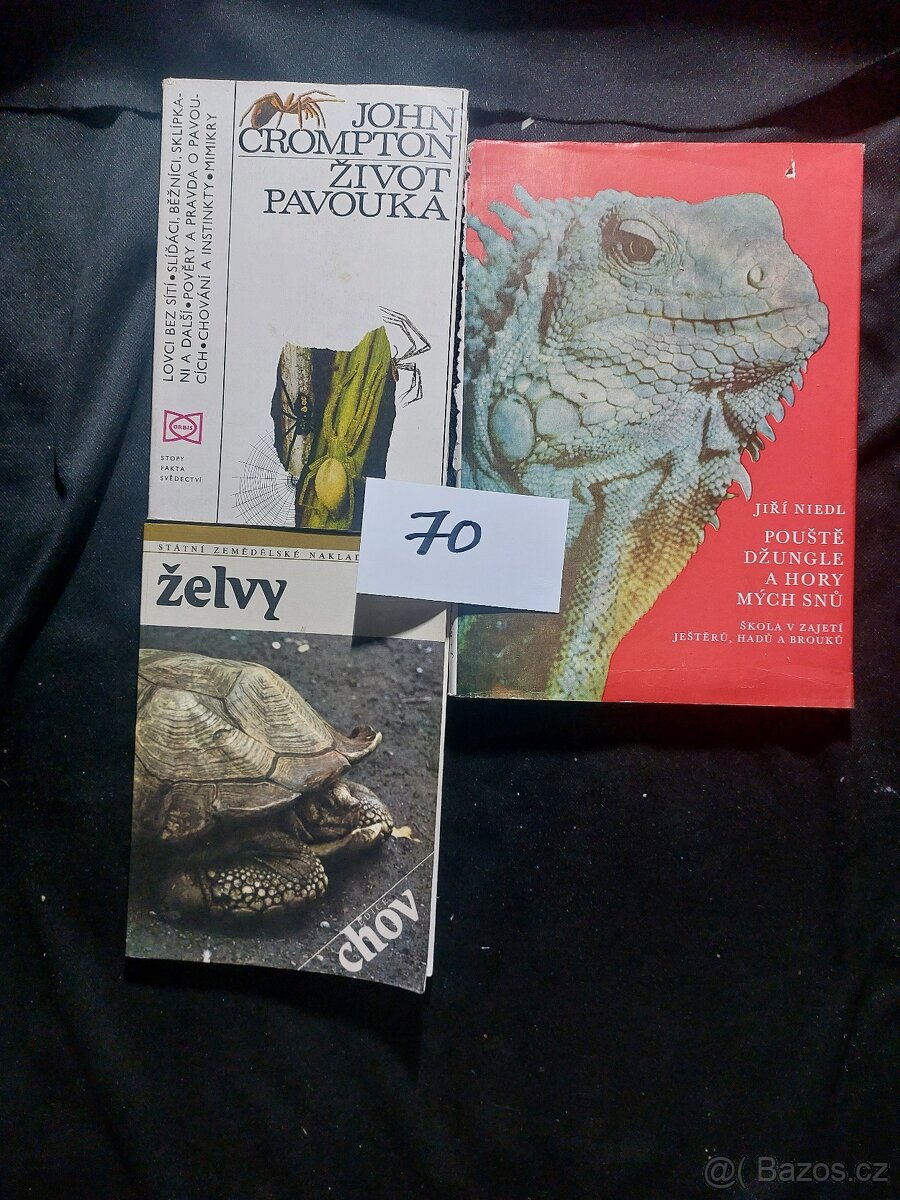 JOHN
CROMPTON
ŽIVOT
PAVOUKA
LOVCI BEZ SÍTÍ • SLÍĎÁCI, BĚŽNÍCI, SKLÍPKA-
NI A DALŠÍ • POVĚRY A PRAVDA O PAVOU-
CÍCH • CHOVÁNÍ A INSTINKTY • MIMIKRY
ORBIS
STOPY
FAKTA
SVĚDECTVÍ
JIŘÍ NIEDL
POUŠTĚ
DŽUNGLE
A HORY
MÝCH SNŮ
ŠKOLA V ZAJETÍ
JEŠTĚRŮ, HADŮ A BROUKŮ
70
STÁTNÍ ZEMĚDĚLSKÉ NAKLAD
želvy
EDICE
chov
@( Bazos.cz